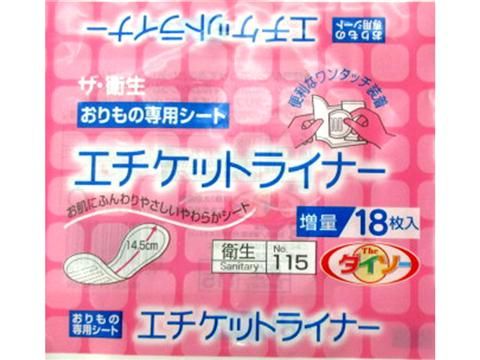 エチケットライナー
おりもの
専用シート
ザ・衛生
おりもの専用シート
便利なワンタッチ装着
エチケットライナー
お肌にふんわりやさしいやわらかシート
増量 18枚入
14.5cm
衛生
Sanitary
No.
115
The
ダイソー
おりもの
専用シート
エチケットライナー